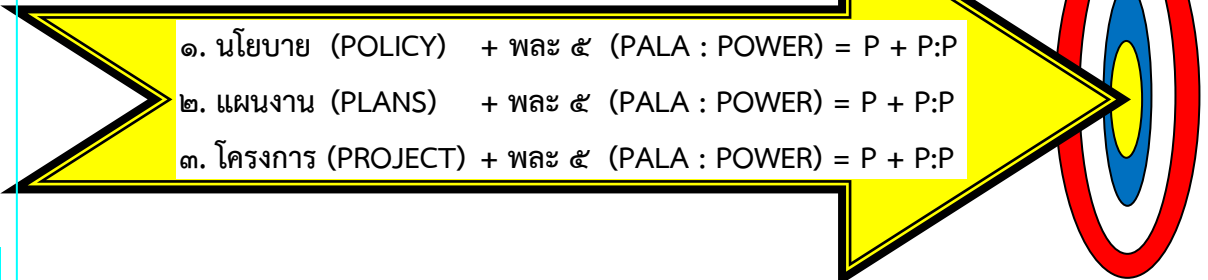 ๑. นโยบาย (POLICY) + พละ ๕ (PALA : POWER) = P + P:P
๒. แผนงาน (PLANS) + พละ ๕ (PALA : POWER) = P + P:P
๓. โครงการ (PROJECT) + พละ ๕ (PALA : POWER) = P + P:P